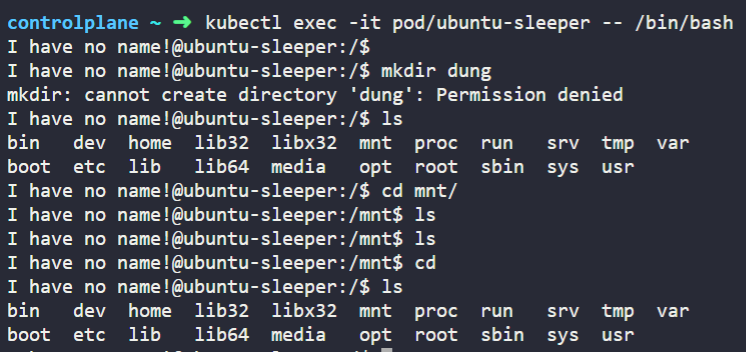 controlplane ~ ➜ kubectl exec -it pod/ubuntu-sleeper -- /bin/bash
I have no name!@ubuntu-sleeper:/$
I have no name!@ubuntu-sleeper:/$ mkdir dung
mkdir: cannot create directory 'dung': Permission denied
I have no name!@ubuntu-sleeper:/$ ls
bin dev home lib32 libx32 mnt proc run srv tmp var
boot etc lib lib64 media opt root sbin sys usr
I have no name!@ubuntu-sleeper:/$ cd mnt/
I have no name!@ubuntu-sleeper:/mnt$ ls
I have no name!@ubuntu-sleeper:/mnt$ ls
I have no name!@ubuntu-sleeper:/mnt$ cd
I have no name!@ubuntu-sleeper:/$ ls
bin dev home lib32 libx32 mnt proc run srv tmp var
boot etc lib lib64 media opt root sbin sys usr